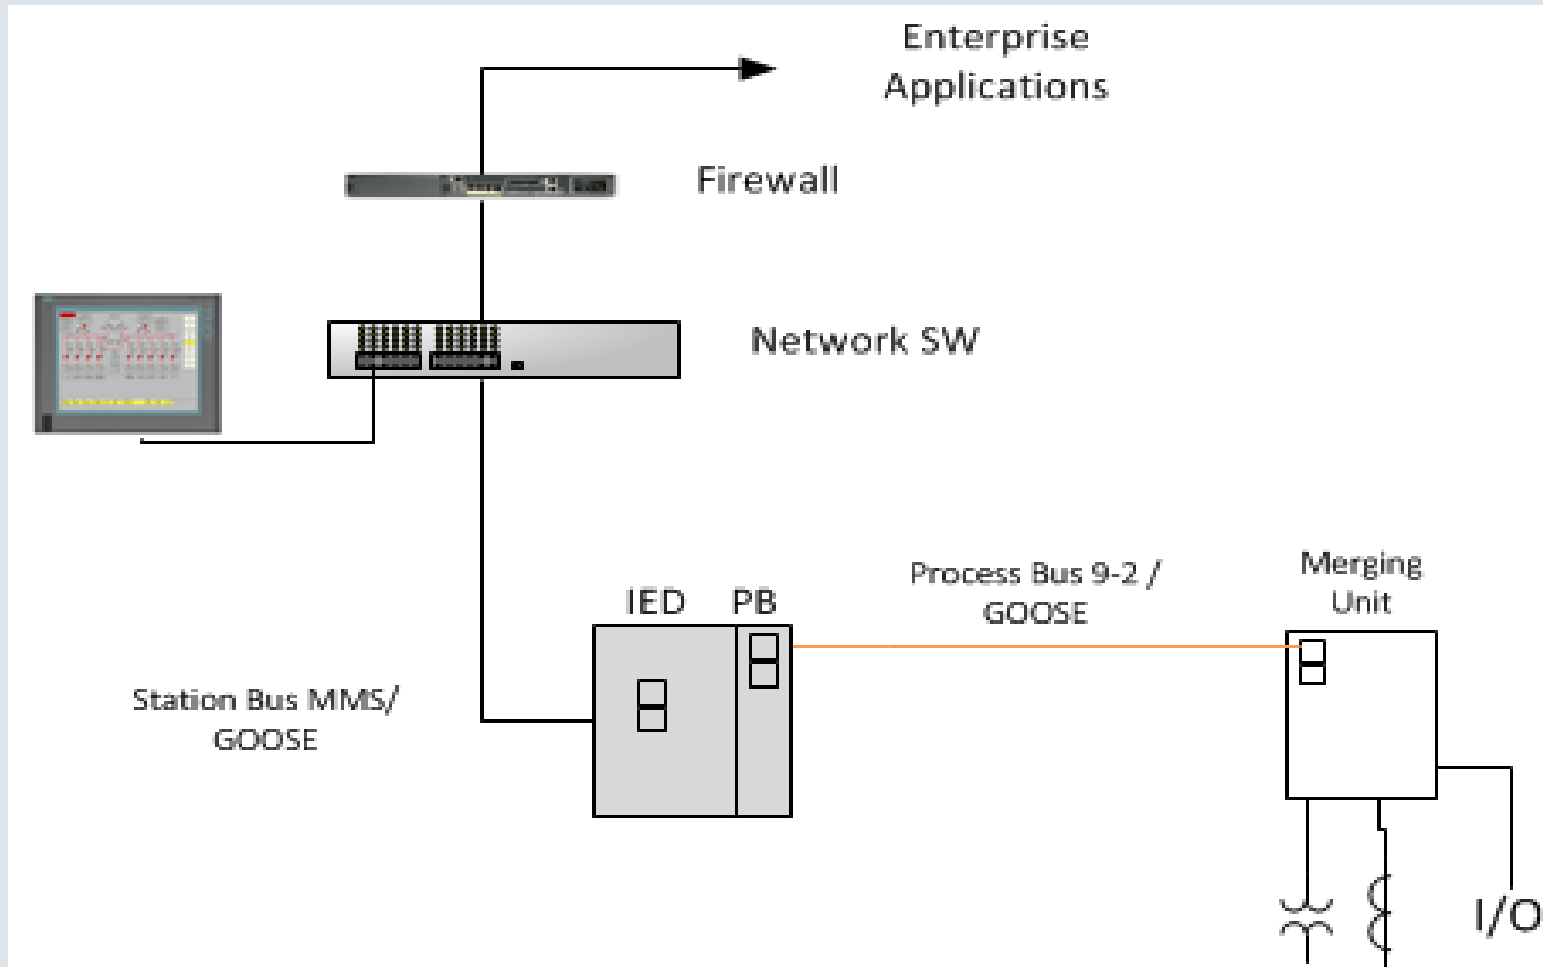 Enterprise
Applications
Firewall
Network SW
Process Bus 9-2 /
GOOSE
Merging
Unit
IED
PB
Station Bus MMS/
GOOSE
I/O